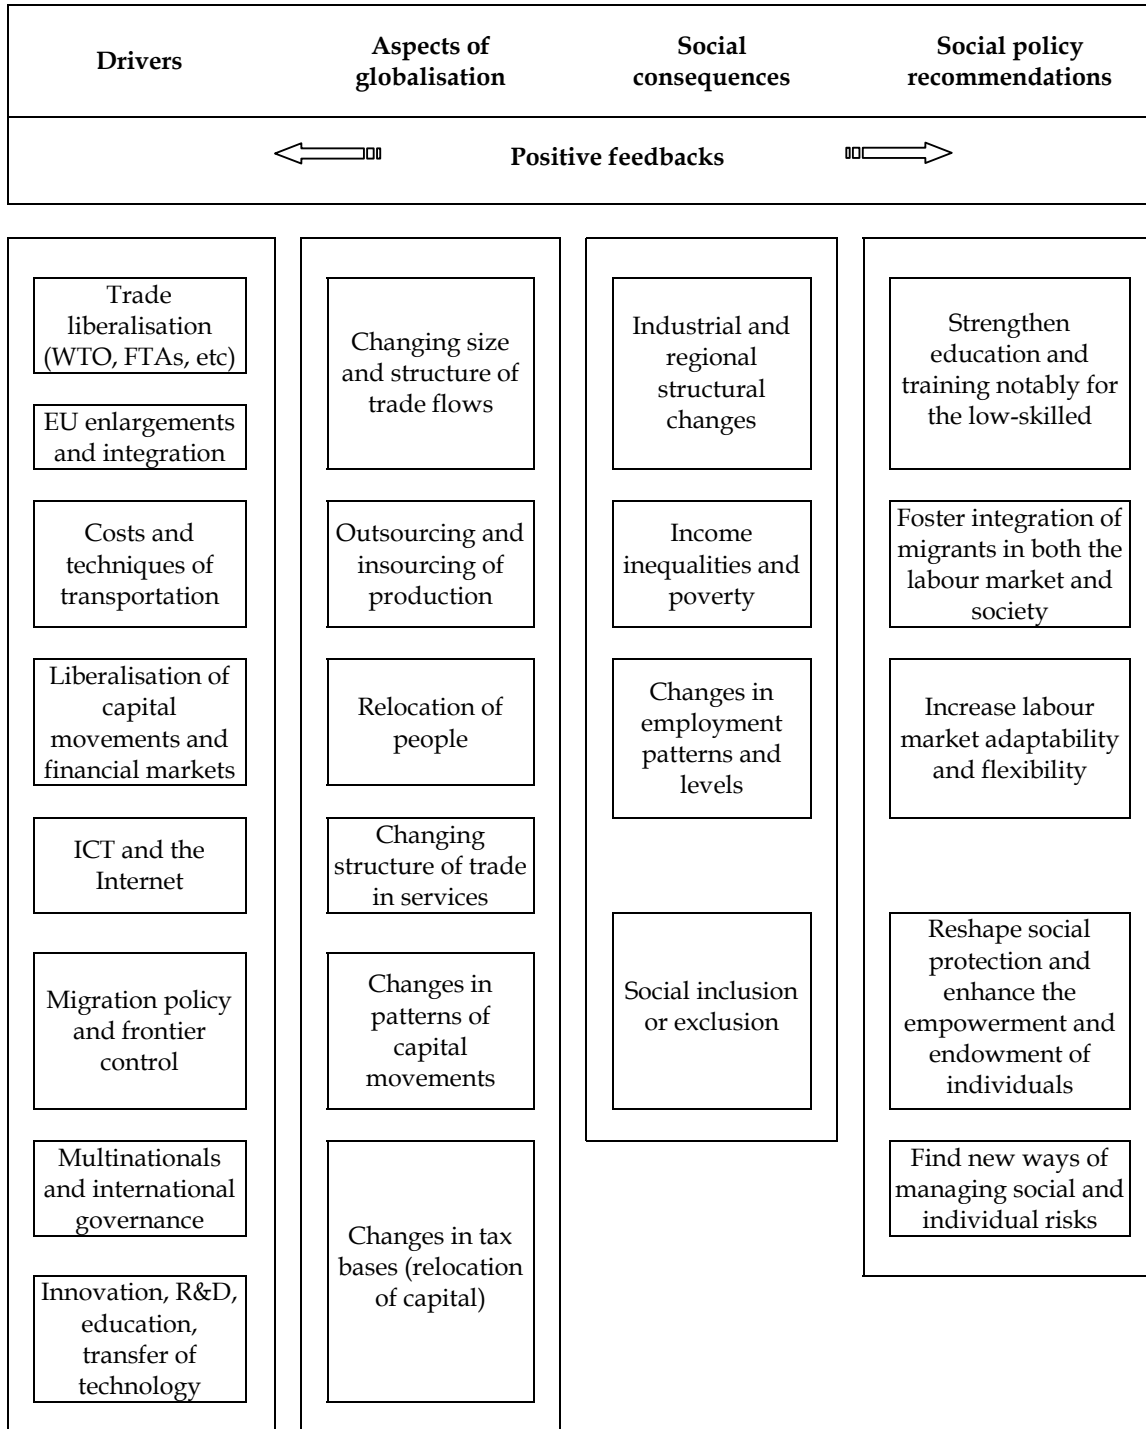 Drivers
Aspects of
globalisation
Social
consequences
Social policy
recommendations
Positive feedbacks
Trade
liberalisation
(WTO, FTAs, etc)
EU enlargements
and integration
Costs and
techniques of
transportation
Liberalisation of
capital
movements and
financial markets
ICT and the
Internet
Migration policy
and frontier
control
Multinationals
and international
governance
Innovation, R&D,
education,
transfer of
technology
Changing size
and structure of
trade flows
Outsourcing and
insourcing of
production
Relocation of
people
Changing
structure of trade
in services
Changes in
patterns of
capital
movements
Changes in tax
bases (relocation
of capital)
Industrial and
regional
structural
changes
Income
inequalities and
poverty
Changes in
employment
patterns and
levels
Social inclusion
or exclusion
Strengthen
education and
training notably for
the low-skilled
Foster integration of
migrants in both the
labour market and
society
Increase labour
market adaptability
and flexibility
Reshape social
protection and
enhance the
empowerment and
endowment of
individuals
Find new ways of
managing social and
individual risks